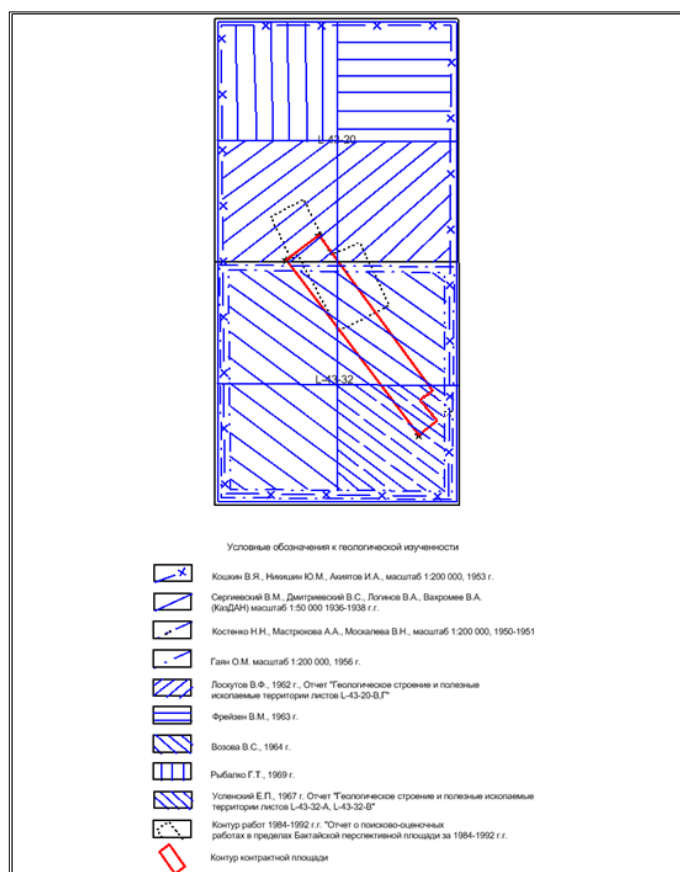 L-43-20
L-43-32
Условные обозначения к геологической изученности
Кошкин В.Я., Никишин Ю.М., Акиятов И.А., масштаб 1:200 000, 1953 г.
Сергиевский В.М., Дмитриевский В.С., Логинов В.А., Вахромее В.А.
(КазДАН) масштаб 1:50 000 1936-1938 г.г.
Костенко Н.Н., Мастрюкова А.А., Москалева В.Н., масштаб 1:200 000, 1950-1951
Гаян О.М. масштаб 1:200 000, 1956 г.
Лоскутов В.Ф., 1962 г., Отчет "Геологическое строение и полезные
ископаемые территории листов L-43-20-В,Г"
Фрейзен В.М., 1963 г.
Возова В.С., 1964 г.
Рыбалко Г.Т., 1969 г.
Успенский Е.П., 1967 г. Отчет "Геологическое строение и полезные ископаемые
территории листов L-43-32-А, L-43-32-В"
Контур работ 1984-1992 г.г. "Отчет о поисково-оценочных
работах в пределах Бактайской перспективной площади за 1984-1992 г.г.
Контур контрактной площади